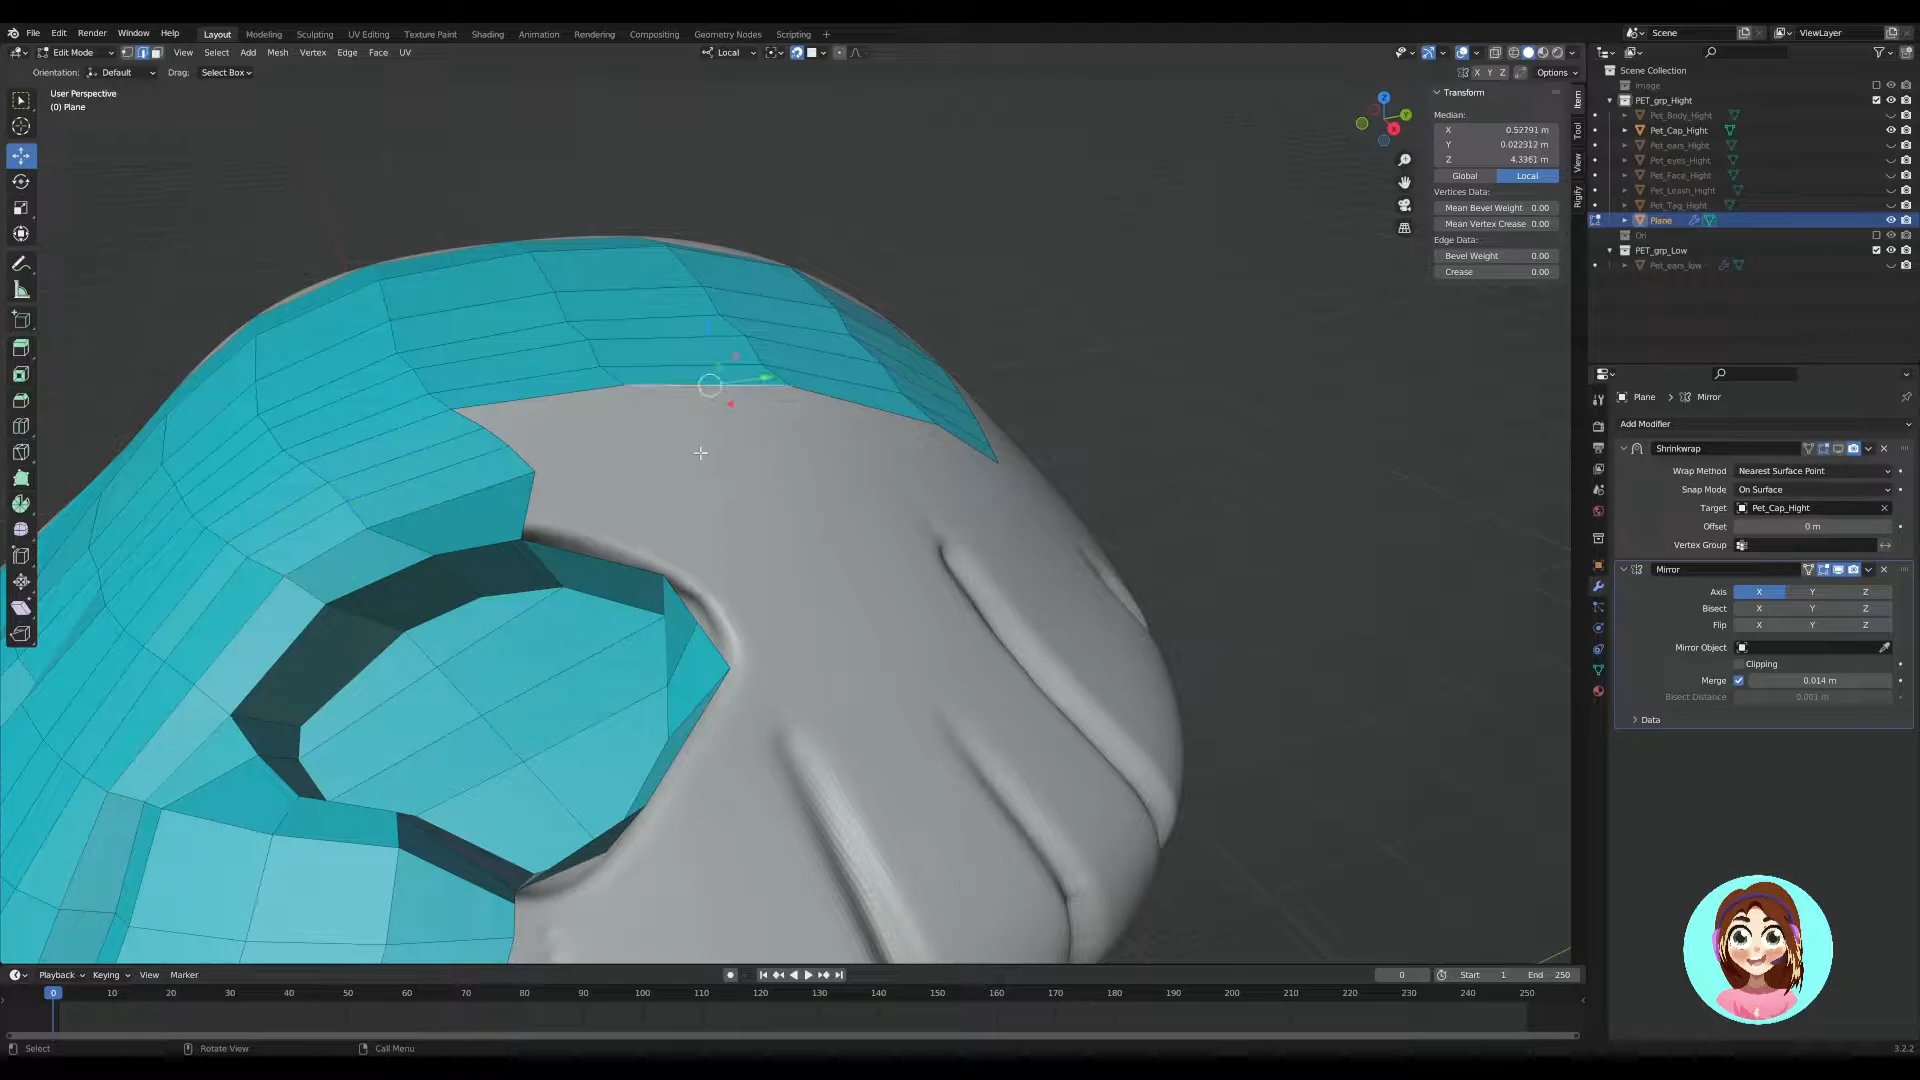 File Edit Render Window Help Layout Modeling Sculpting UV Editing Texture Paint Shading Animation Rendering Compositing Geometry Nodes Scripting + Scene ViewLayer
Edit Mode View Select Add Mesh Vertex Edge Face UV Local
Orientation: Default Drag: Select Box X Y Z Options
User Perspective
(0) Plane
Z
Y
X
Transform
Median:
X 0.52791 m
Y 0.022312 m
Z 4.3361 m
Global Local
Vertices Data:
Mean Bevel Weight 0.00
Mean Vertex Crease 0.00
Edge Data:
Bevel Weight 0.00
Crease 0.00
Item
Tool
View
Rigify
Scene Collection
Image
PET_grp_Hight
Pet_Body_Hight
Pet_Cap_Hight
Pet_ears_Hight
Pet_eyes_Hight
Pet_Face_Hight
Pet_Leash_Hight
Pet_Tag_Hight
Plane
Ori
PET_grp_Low
Pet_ears_low
Plane > Mirror
Add Modifier
Shrinkwrap
Wrap Method Nearest Surface Point
Snap Mode On Surface
Target Pet_Cap_Hight
Offset 0 m
Vertex Group
Mirror
Axis X Y Z
Bisect X Y Z
Flip X Y Z
Mirror Object
Clipping
Merge 0.014 m
Bisect Distance 0.001 m
Data
Playback Keying View Marker 0 Start 1 End 250
0 10 20 30 40 50 60 70 80 90 100 110 120 130 140 150 160 170 180 190 200 210 220 230 240 250
Select Rotate View Call Menu 3.2.2